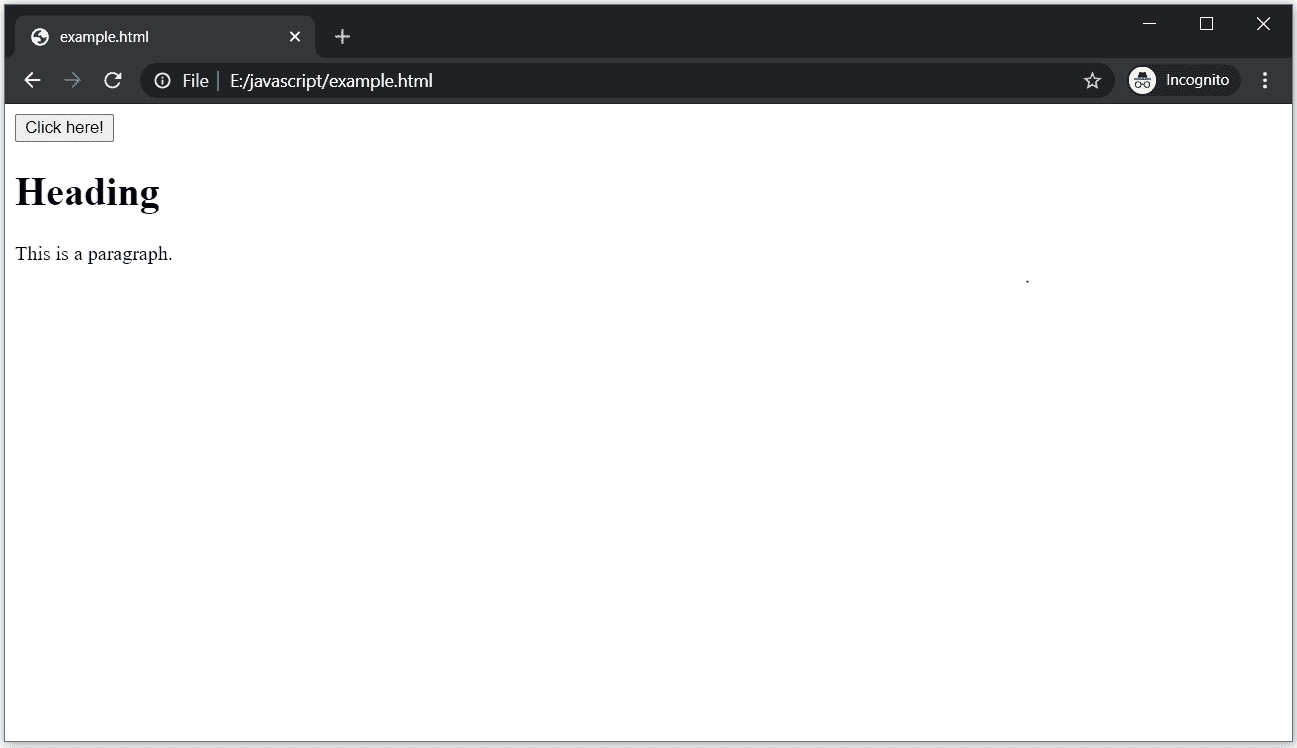 example.html
File E:/javascript/example.html Incognito
Click here!
Heading
This is a paragraph.